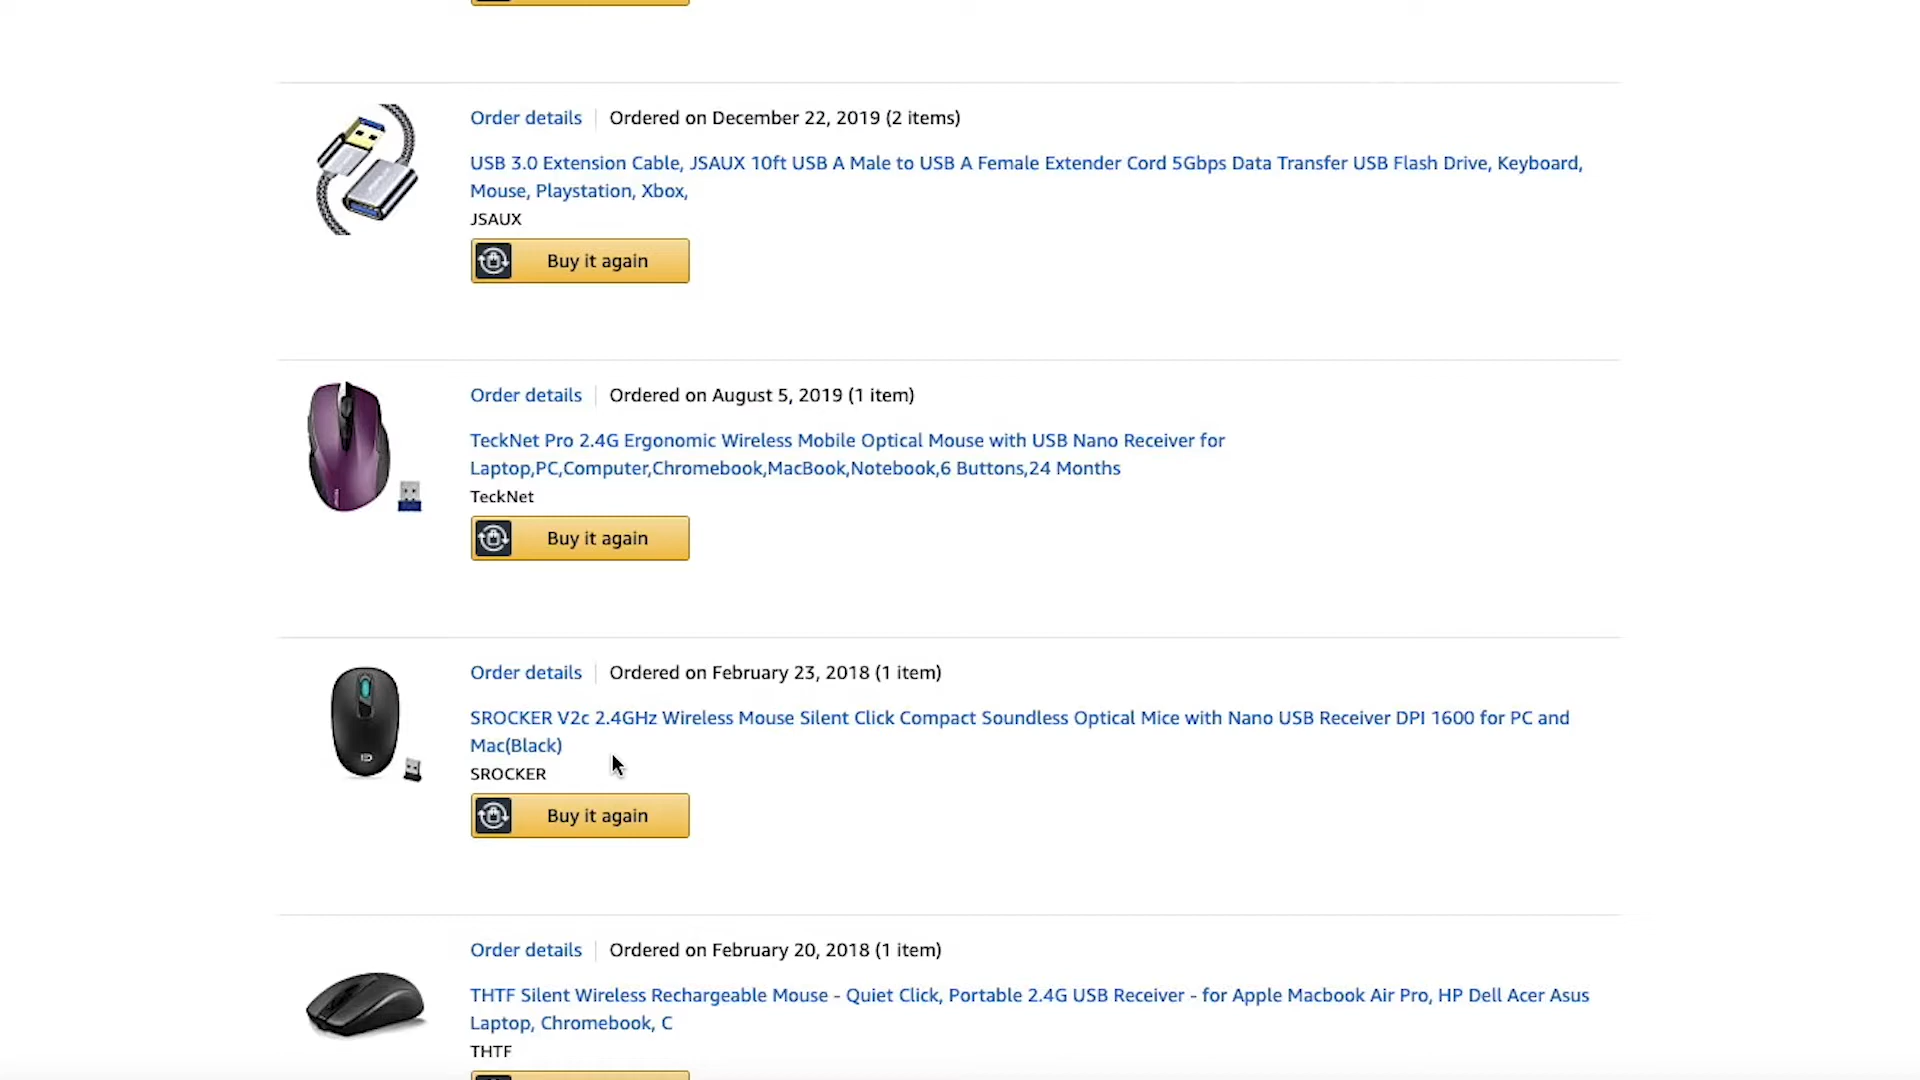 Order details Ordered on December 22, 2019 (2 items)
USB 3.0 Extension Cable, JSAUX 10ft USB A Male to USB A Female Extender Cord 5Gbps Data Transfer USB Flash Drive, Keyboard,
Mouse, Playstation, Xbox,
JSAUX
Buy it again
Order details Ordered on August 5, 2019 (1 item)
TeckNet Pro 2.4G Ergonomic Wireless Mobile Optical Mouse with USB Nano Receiver for
Laptop,PC,Computer,Chromebook,MacBook,Notebook,6 Buttons,24 Months
TeckNet
Buy it again
Order details Ordered on February 23, 2018 (1 item)
SROCKER V2c 2.4GHz Wireless Mouse Silent Click Compact Soundless Optical Mice with Nano USB Receiver DPI 1600 for PC and
Mac(Black)
SROCKER
Buy it again
Order details Ordered on February 20, 2018 (1 item)
THTF Silent Wireless Rechargeable Mouse - Quiet Click, Portable 2.4G USB Receiver - for Apple Macbook Air Pro, HP Dell Acer Asus
Laptop, Chromebook, C
THTF